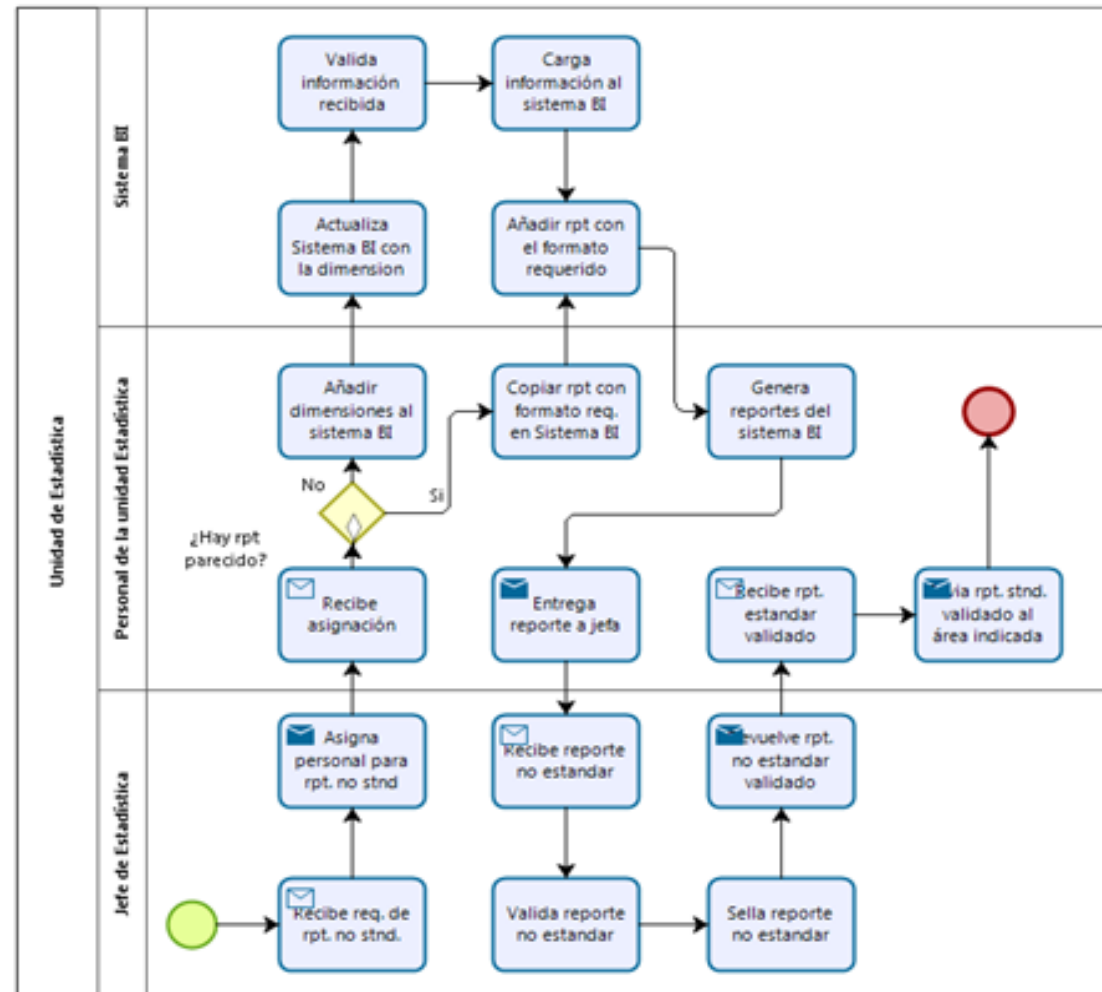 Unidad de Estadística
Sistema BI
Valida
información
recibida
Carga
información al
sistema BI
Actualiza
Sistema BI con
la dimension
Añadir rpt con
el formato
requerido
Personal de la unidad Estadística
Añadir
dimensiones al
sistema BI
Copiar rpt con
formato req.
en Sistema BI
Genera
reportes del
sistema BI
No
Si
¿Hay rpt
parecido?
Recibe
asignación
Entrega
reporte a jefa
Recibe rpt.
estandar
validado
rpt. stnd.
validado al
área indicada
Jefe de Estadística
Asigna
personal para
rpt. no stnd
Recibe reporte
no estandar
rpt.
no estandar
validado
Recibe req. de
rpt. no stnd.
Valida reporte
no estandar
Sella reporte
no estandar